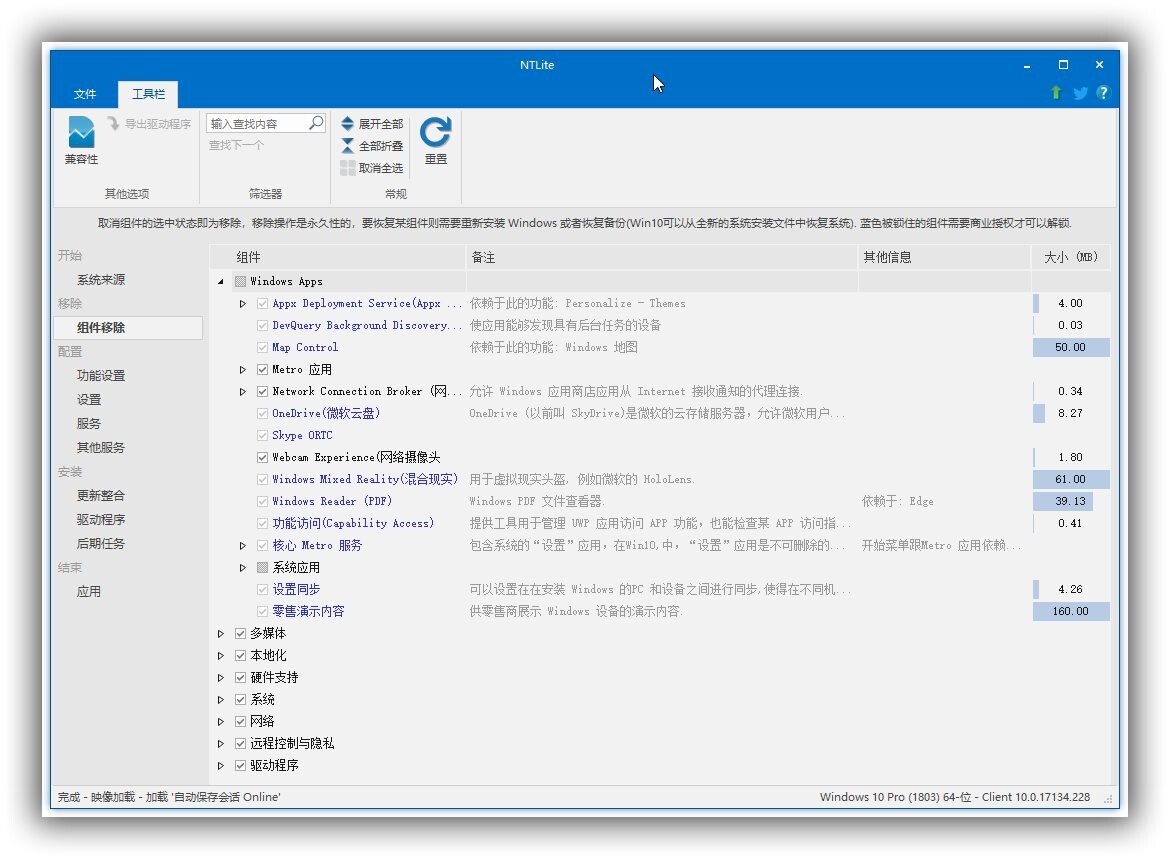 NTLite
文件 工具栏
兼容性
导出驱动程序
其他选项
输入查找内容
查找下一个
筛选器
展开全部
全部折叠
取消全选
重置
常规
取消组件的选中状态即为移除，移除操作是永久性的，要恢复某组件则需要重新安装 Windows 或者恢复备份(Win10可以从全新的系统安装文件中恢复系统). 蓝色被锁住的组件需要商业授权才可以解锁.
开始
系统来源
移除
组件移除
配置
功能设置
设置
服务
其他服务
安装
更新整合
驱动程序
后期任务
结束
应用
组件 备注 其他信息 大小 (MB)
Windows Apps
Appx Deployment Service(Appx ... 依赖于此的功能: Personalize - Themes 4.00
DevQuery Background Discovery... 使应用能够发现具有后台任务的设备 0.03
Map Control 依赖于此的功能: Windows 地图 50.00
Metro 应用
Network Connection Broker (网... 允许 Windows 应用商店应用从 Internet 接收通知的代理连接. 0.34
OneDrive(微软云盘) OneDrive (以前叫 SkyDrive)是微软的云存储服务器，允许微软用户... 8.27
Skype ORTC
Webcam Experience(网络摄像头 1.80
Windows Mixed Reality(混合现实) 用于虚拟现实头盔, 例如微软的 HoloLens. 61.00
Windows Reader (PDF) Windows PDF 文件查看器. 依赖于: Edge 39.13
功能访问(Capability Access) 提供工具用于管理 UWP 应用访问 APP 功能，也能检查某 APP 访问指... 0.41
核心 Metro 服务 包含系统的“设置”应用，在Win10,中，“设置”应用是不可删除的... 开始菜单跟Metro 应用依赖...
系统应用
设置同步 可以设置在在安装 Windows 的PC 和设备之间进行同步, 使得在不同机... 4.26
零售演示内容 供零售商展示 Windows 设备的演示内容. 160.00
多媒体
本地化
硬件支持
系统
网络
远程控制与隐私
驱动程序
完成 - 映像加载 - 加载 '自动保存会话 Online' Windows 10 Pro (1803) 64-位 - Client 10.0.17134.228